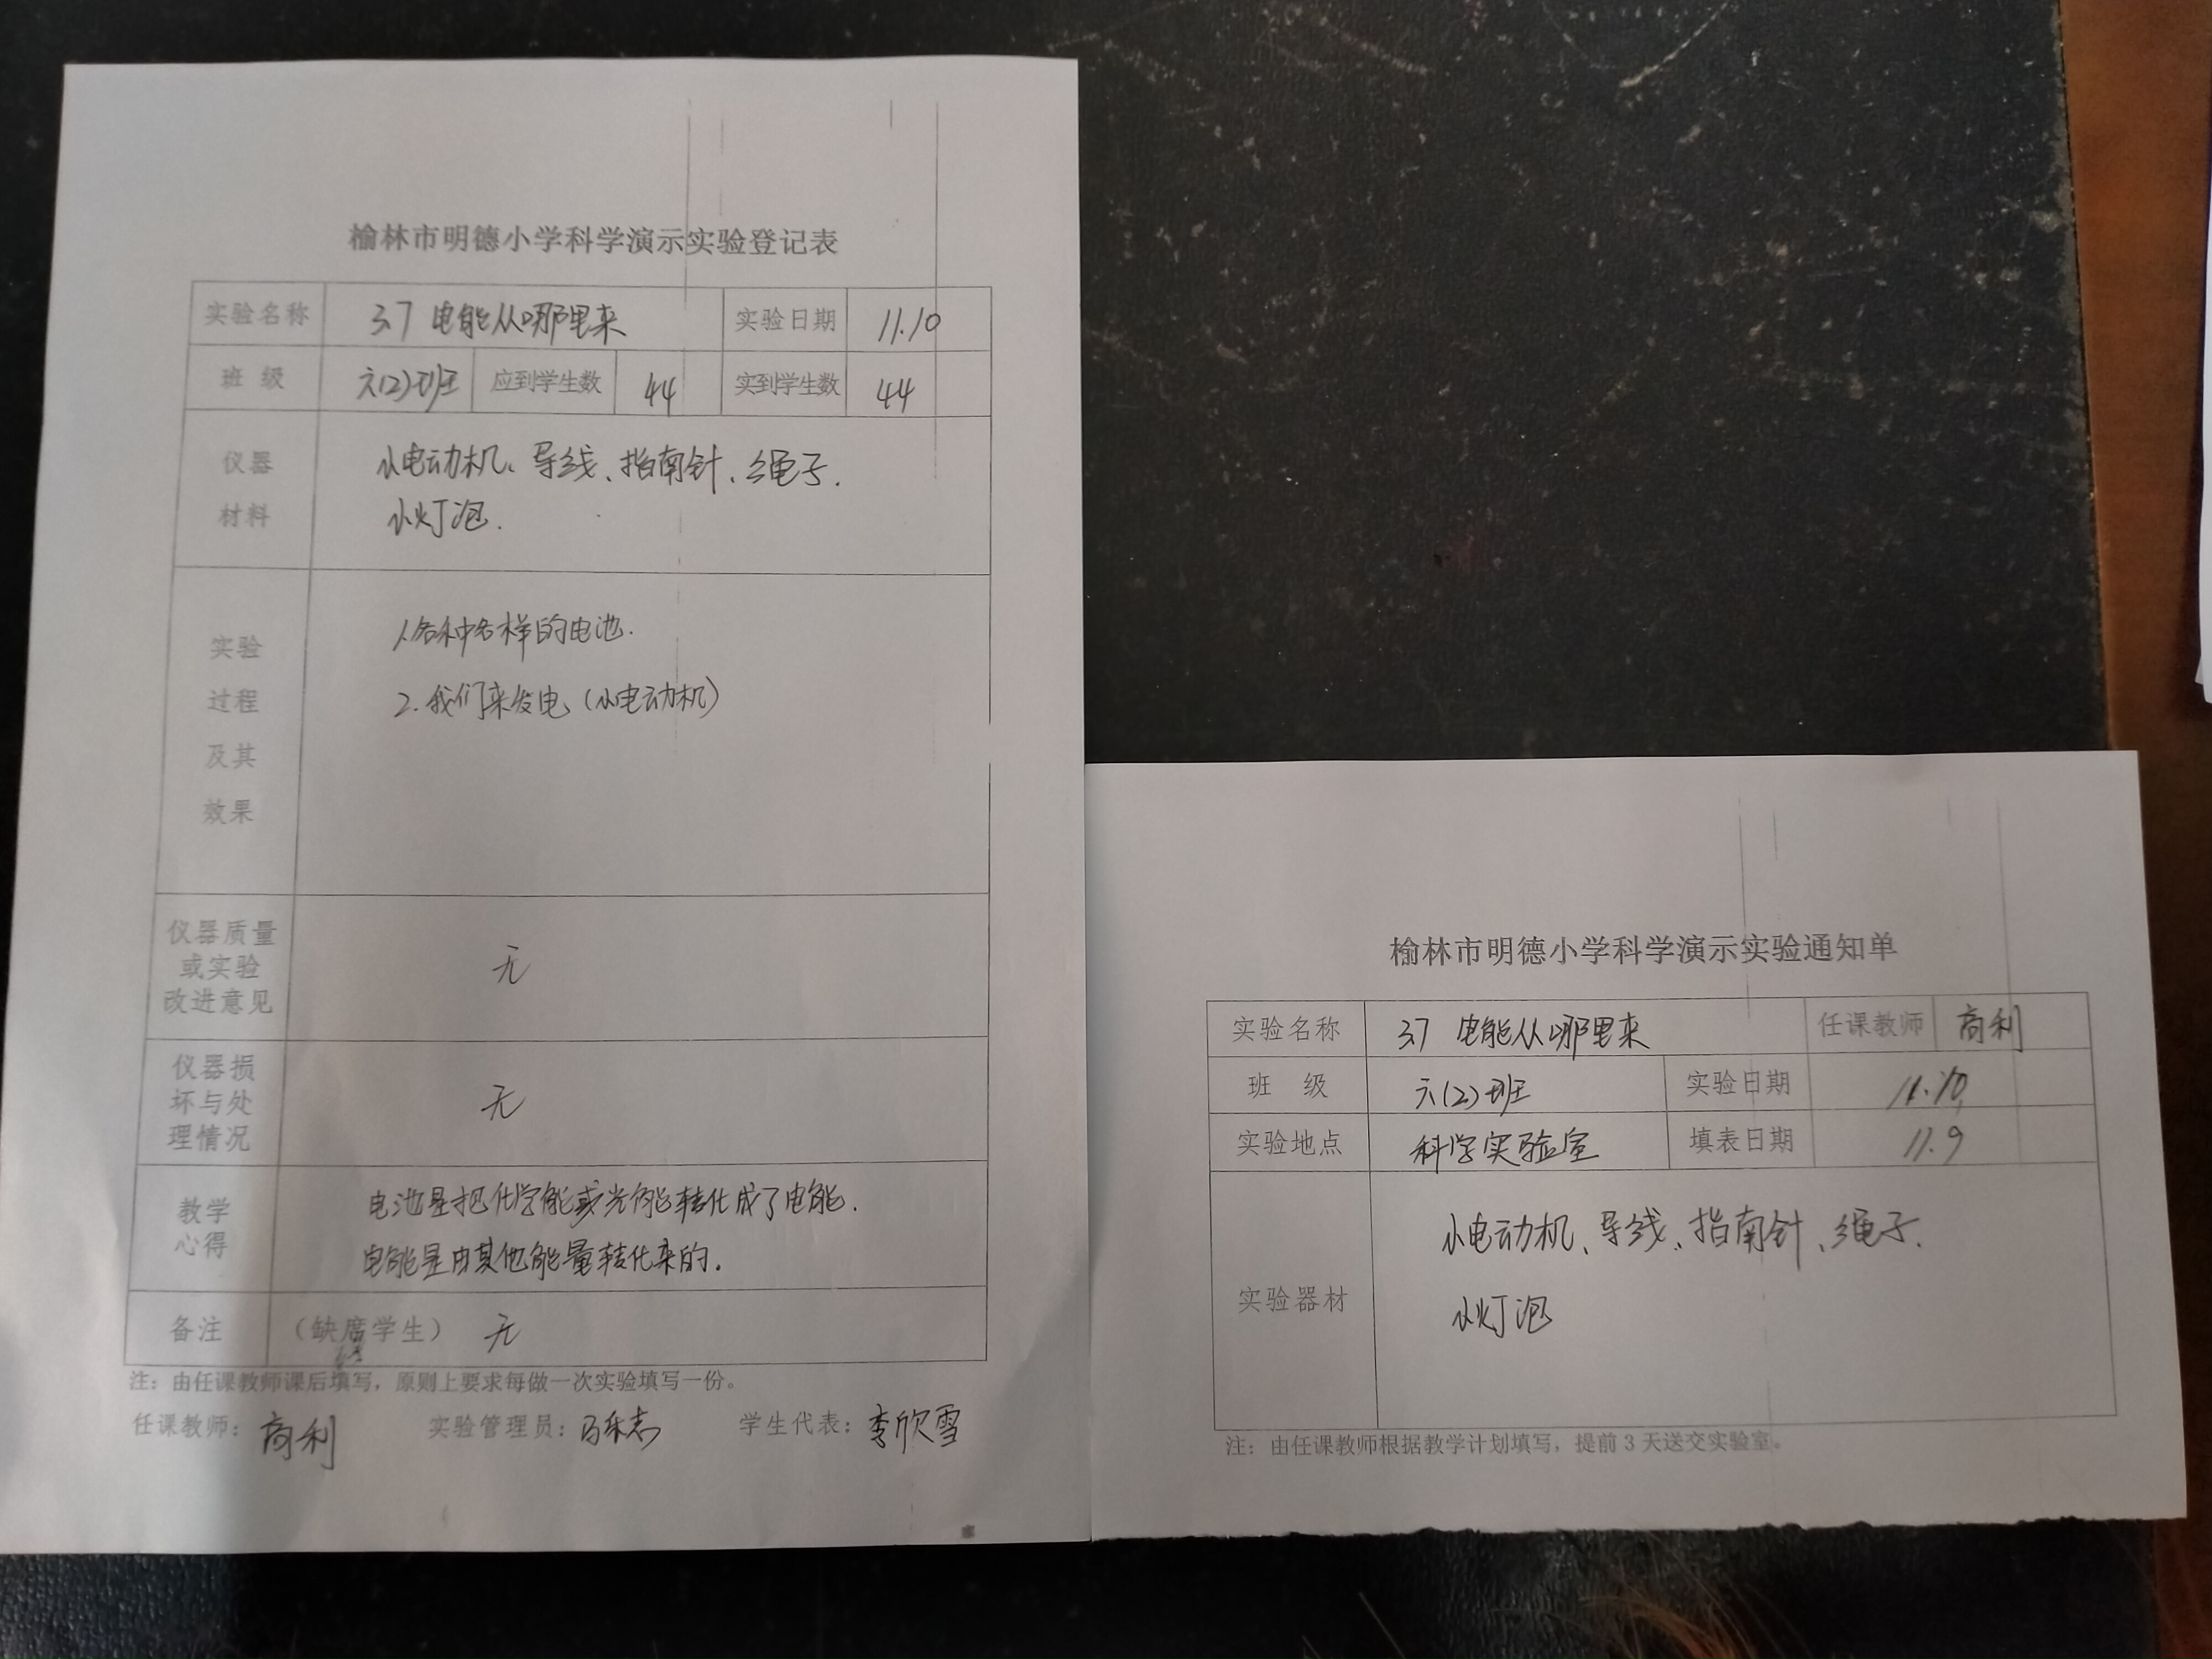 榆林市明德小学科学演示实验登记表
实验名称 3.7 电能从哪里来 实验日期 11.10
班 级 六(2)班 应到学生数 44 实到学生数 44
仪器
材料
小电动机、导线、指南针、绳子.
小灯泡.
实验
过程
及其
效果
1.各种各样的电池.
2.我们来发电(小电动机)
仪器质量
或实验
改进意见
无
仪器损
坏与处
理情况
无
教学
心得
电池是把化学能或光能转化成了电能.
电能是由其他能量转化来的.
备注 (缺席学生) 无
注：由任课教师课后填写，原则上要求每做一次实验填写一份。
任课教师：高利 实验管理员： 学生代表：李欣雪
榆林市明德小学科学演示实验通知单
实验名称 3.7 电能从哪里来 任课教师 高利
班 级 六(2)班 实验日期 11.10
实验地点 科学实验室 填表日期 11.9
实验器材
小电动机、导线、指南针、绳子.
小灯泡
注：由任课教师根据教学计划填写，提前3天送交实验室。